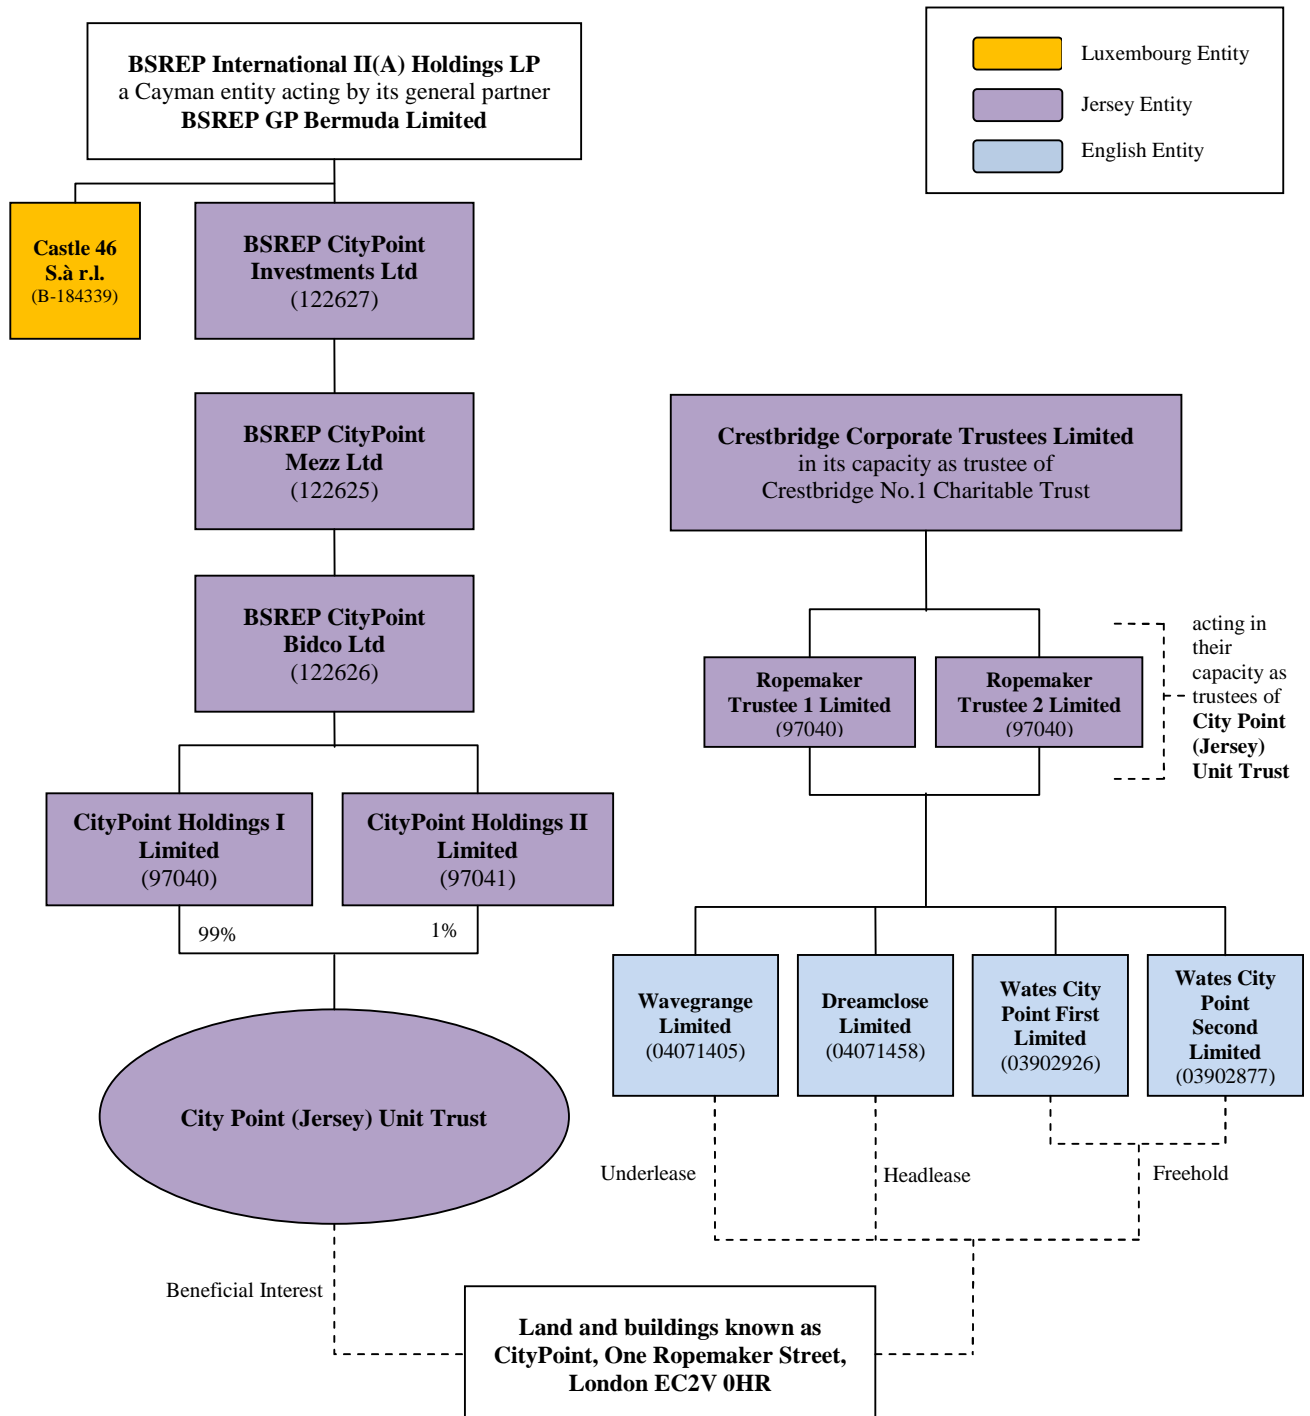 BSREP International II(A) Holdings LP
a Cayman entity acting by its general partner
BSREP GP Bermuda Limited
Luxembourg Entity
Jersey Entity
English Entity
Castle 46
S.à r.l.
(B-184339)
BSREP CityPoint
Investments Ltd
(122627)
BSREP CityPoint
Mezz Ltd
(122625)
Crestbridge Corporate Trustees Limited
in its capacity as trustee of
Crestbridge No.1 Charitable Trust
BSREP CityPoint
Bidco Ltd
(122626)
Ropemaker
Trustee 1 Limited
(97040)
Ropemaker
Trustee 2 Limited
(97040)
acting in
their
capacity as
trustees of
City Point
(Jersey)
Unit Trust
CityPoint Holdings I
Limited
(97040)
CityPoint Holdings II
Limited
(97041)
99%
1%
Wavegrange
Limited
(04071405)
Dreamclose
Limited
(04071458)
Wates City
Point First
Limited
(03902926)
Wates City
Point
Second
Limited
(03902877)
City Point (Jersey) Unit Trust
Underlease
Headlease
Freehold
Beneficial Interest
Land and buildings known as
CityPoint, One Ropemaker Street,
London EC2V 0HR